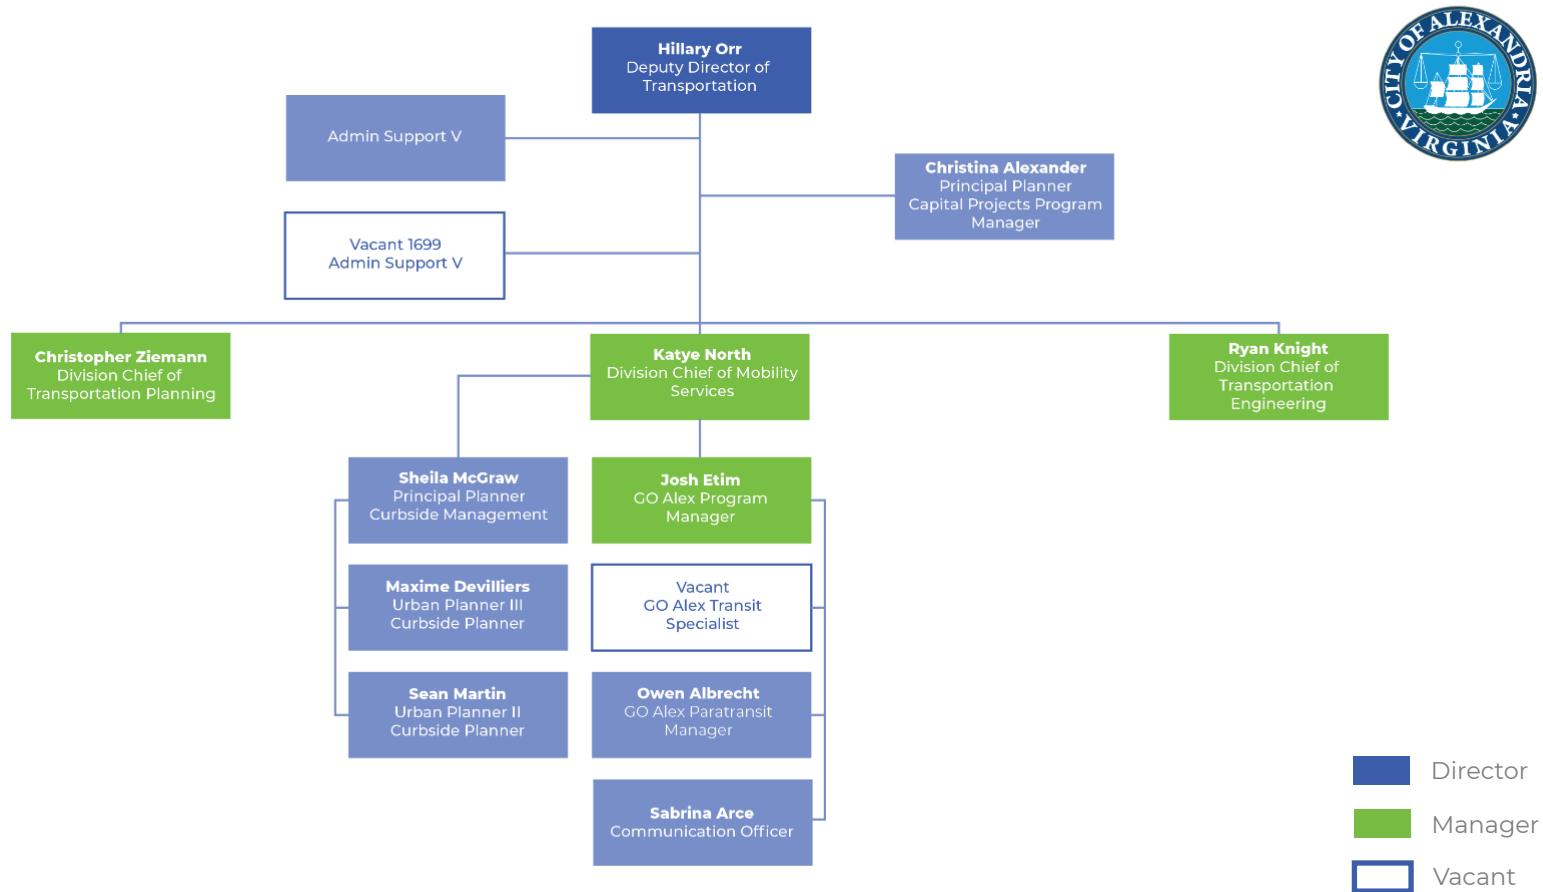 Hillary Orr
Deputy Director of
Transportation
CITY OF ALEXANDRIA
VIRGINIA
Admin Support V
Christina Alexander
Principal Planner
Capital Projects Program
Manager
Vacant 1699
Admin Support V
Christopher Ziemann
Division Chief of
Transportation Planning
Katye North
Division Chief of Mobility
Services
Ryan Knight
Division Chief of
Transportation
Engineering
Sheila McGraw
Principal Planner
Curbside Management
Josh Etim
GO Alex Program
Manager
Maxime Devilliers
Urban Planner III
Curbside Planner
Vacant
GO Alex Transit
Specialist
Sean Martin
Urban Planner II
Curbside Planner
Owen Albrecht
GO Alex Paratransit
Manager
Sabrina Arce
Communication Officer
Director
Manager
Vacant